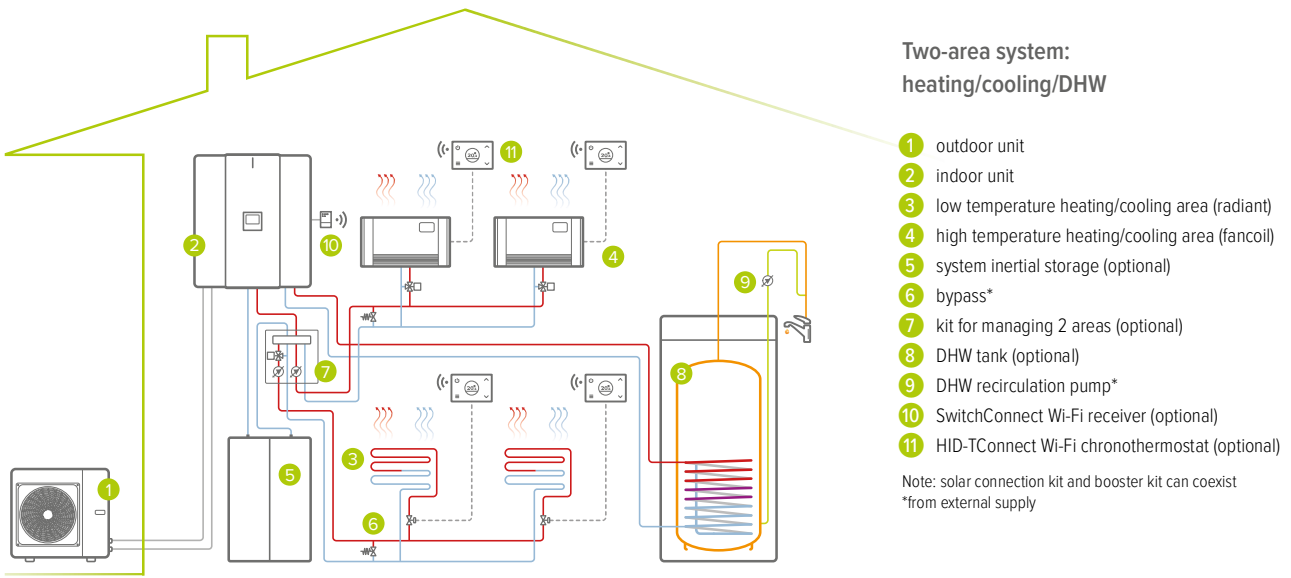 Two-area system:
heating/cooling/DHW
1 outdoor unit
2 indoor unit
3 low temperature heating/cooling area (radiant)
4 high temperature heating/cooling area (fancoil)
5 system inertial storage (optional)
6 bypass*
7 kit for managing 2 areas (optional)
8 DHW tank (optional)
9 DHW recirculation pump*
10 SwitchConnect Wi-Fi receiver (optional)
11 HID-TConnect Wi-Fi chronothermostat (optional)
Note: solar connection kit and booster kit can coexist
*from external supply
11
2
10
4
9
7
8
3
5
1
6